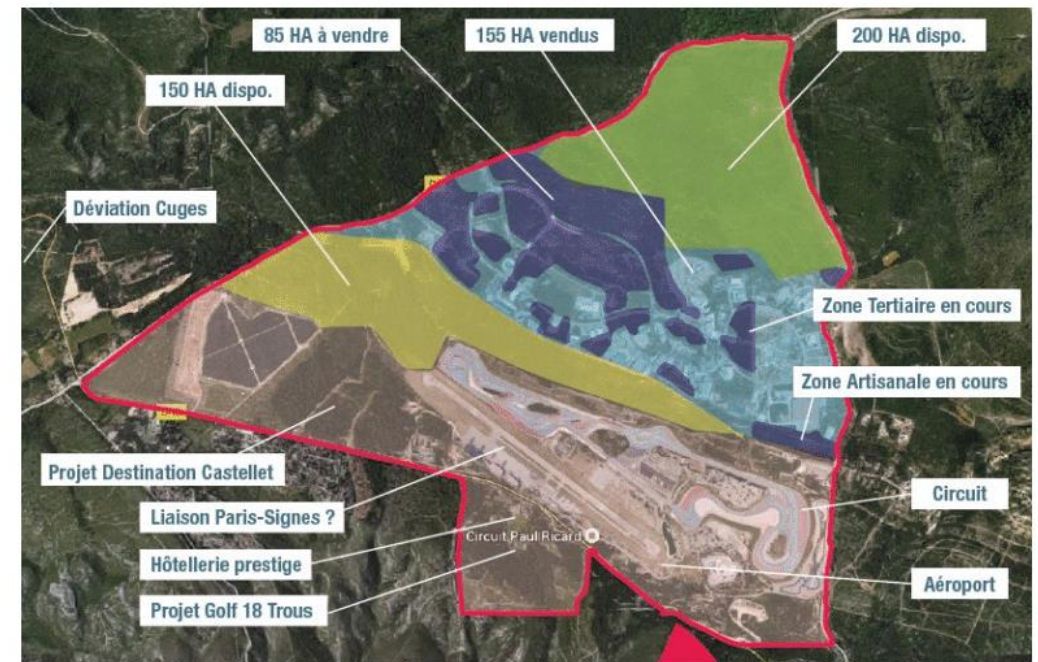 85 HA à vendre
155 HA vendus
200 HA dispo.
150 HA dispo.
Déviation Cuges
Zone Tertiaire en cours
Zone Artisanale en cours
Projet Destination Castellet
Circuit
Liaison Paris-Signes ?
Circuit Paul Ricard
Hôtellerie prestige
Aéroport
Projet Golf 18 Trous